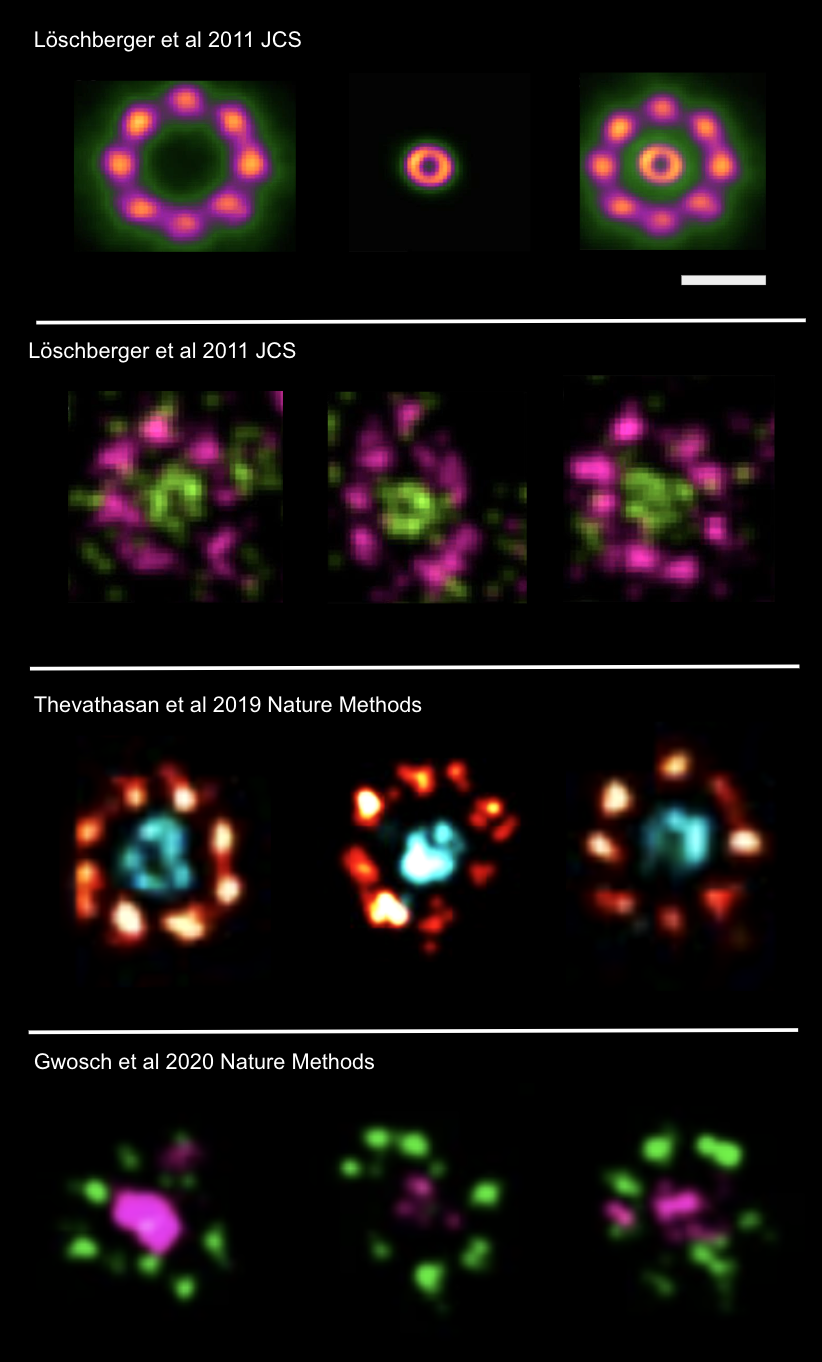 Löschberger et al 2011 JCS
Löschberger et al 2011 JCS
Thevathasan et al 2019 Nature Methods
Gwosch et al 2020 Nature Methods